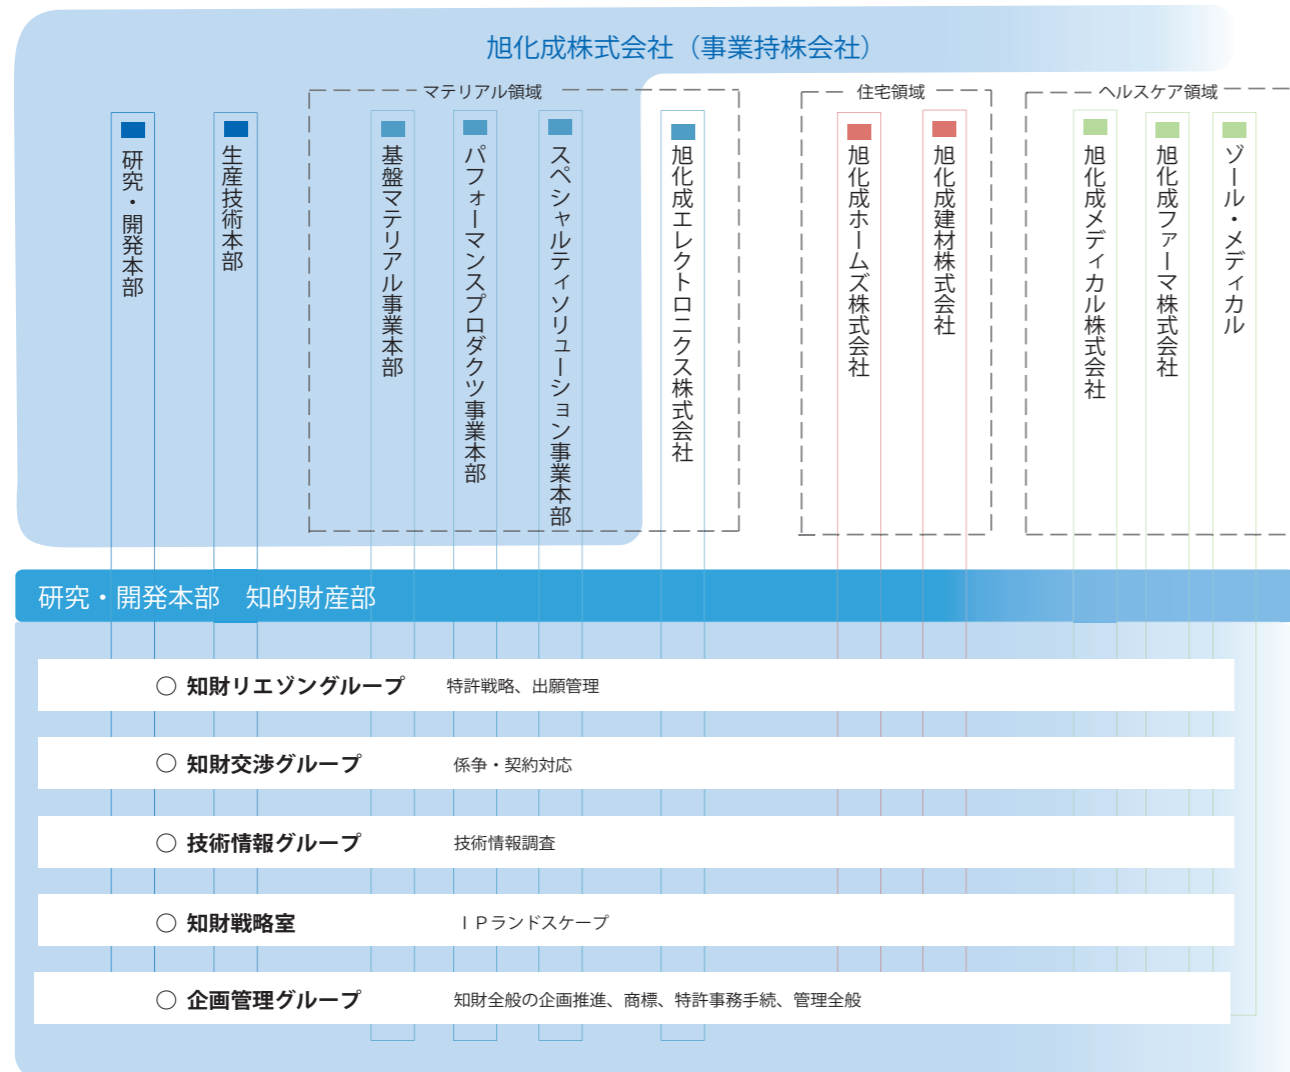 旭化成株式会社（事業持株会社）
マテリアル領域
住宅領域
ヘルスケア領域
研究・開発本部
生産技術本部
基盤マテリアル事業本部
パフォーマンスプロダクツ事業本部
スペシャルティソリューション事業本部
旭化成エレクトロニクス株式会社
旭化成ホームズ株式会社
旭化成建材株式会社
旭化成メディカル株式会社
旭化成ファーマ株式会社
ゾール・メディカル
研究・開発本部　知的財産部
○ 知財リエゾングループ　特許戦略、出願管理
○ 知財交渉グループ　係争・契約対応
○ 技術情報グループ　技術情報調査
○ 知財戦略室　ＩＰランドスケープ
○ 企画管理グループ　知財全般の企画推進、商標、特許事務手続、管理全般